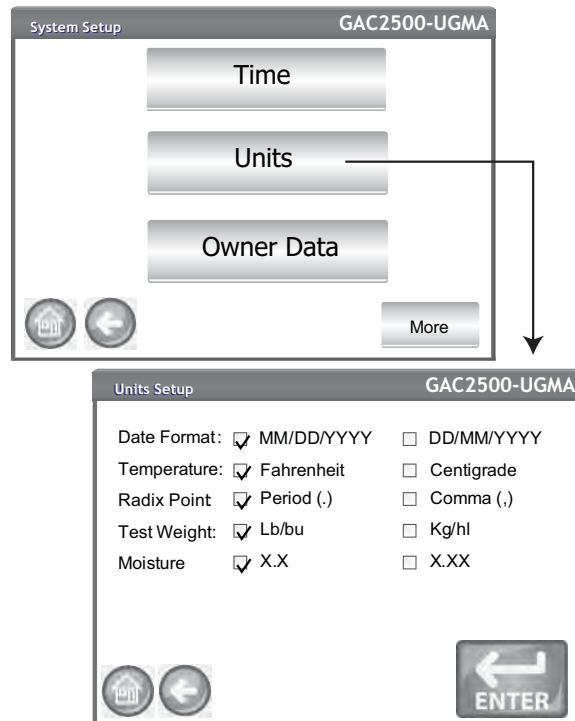 System Setup GAC2500-UGMA
Time
Units
Owner Data
More
Units Setup GAC2500-UGMA
Date Format: MM/DD/YYYY DD/MM/YYYY
Temperature: Fahrenheit Centigrade
Radix Point Period (.) Comma (,)
Test Weight: Lb/bu Kg/hl
Moisture X.X X.XX
ENTER